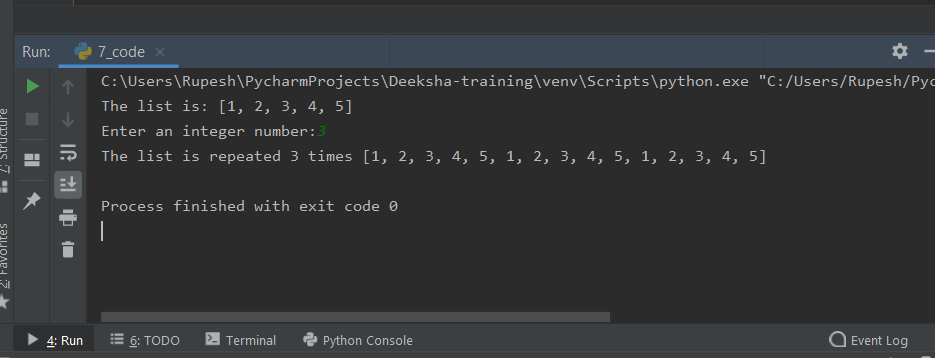 Run: 7_code
C:\Users\Rupesh\PycharmProjects\Deeksha-training\venv\Scripts\python.exe "C:/Users/Rupesh/Pyc
The list is: [1, 2, 3, 4, 5]
Enter an integer number:3
The list is repeated 3 times [1, 2, 3, 4, 5, 1, 2, 3, 4, 5, 1, 2, 3, 4, 5]
Process finished with exit code 0
7: Structure
2: Favorites
4: Run 6: TODO Terminal Python Console Event Log